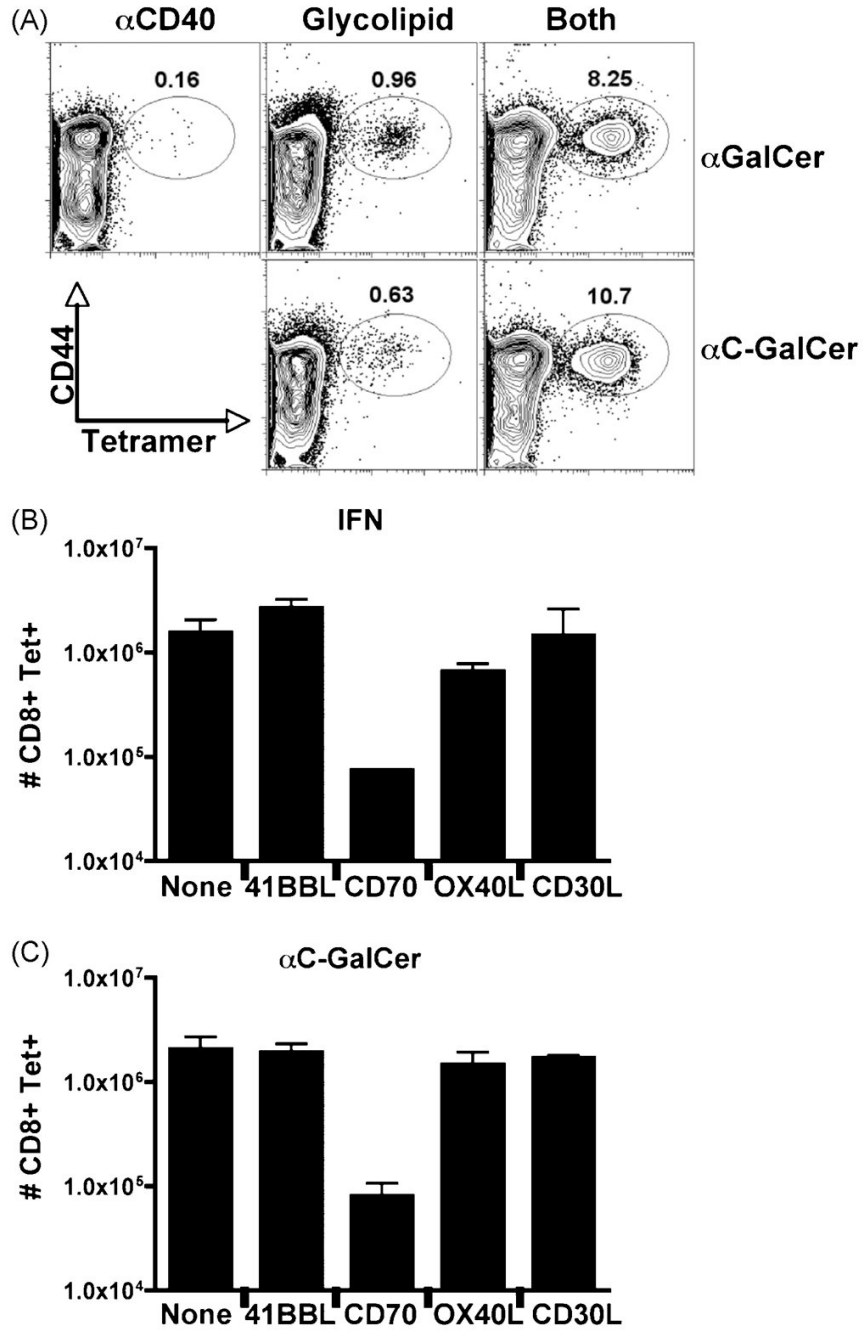 (A)
αCD40 Glycolipid Both
0.16 0.96 8.25
αGalCer
0.63 10.7
αC-GalCer
CD44
Tetramer
(B)
IFN
# CD8+ Tet+
1.0x10⁷
1.0x10⁶
1.0x10⁵
1.0x10⁴
None 41BBL CD70 OX40L CD30L
(C)
αC-GalCer
# CD8+ Tet+
1.0x10⁷
1.0x10⁶
1.0x10⁵
1.0x10⁴
None 41BBL CD70 OX40L CD30L